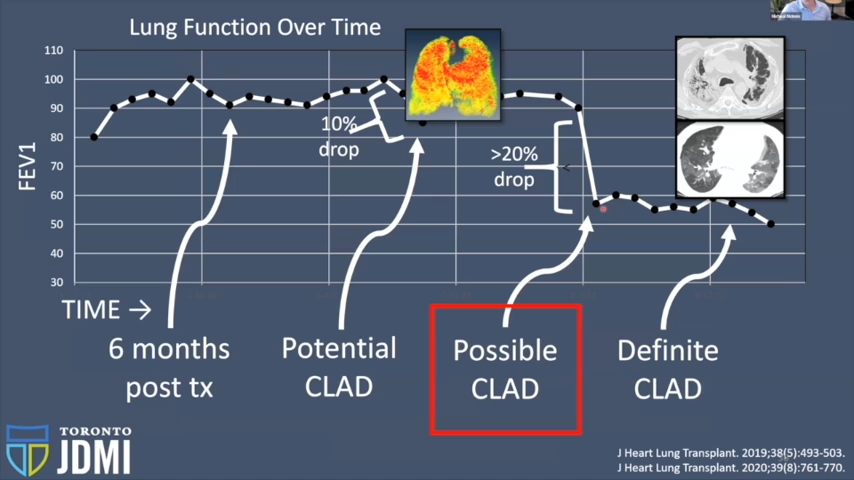 Lung Function Over Time
110
100
90
80
70
60
50
40
30
FEV1
10%
drop
>20%
drop
TIME →
6 months
post tx
Potential
CLAD
Possible
CLAD
Definite
CLAD
TORONTO
JDMI
J Heart Lung Transplant. 2019;38(5):493-503.
J Heart Lung Transplant. 2020;39(8):761-770.